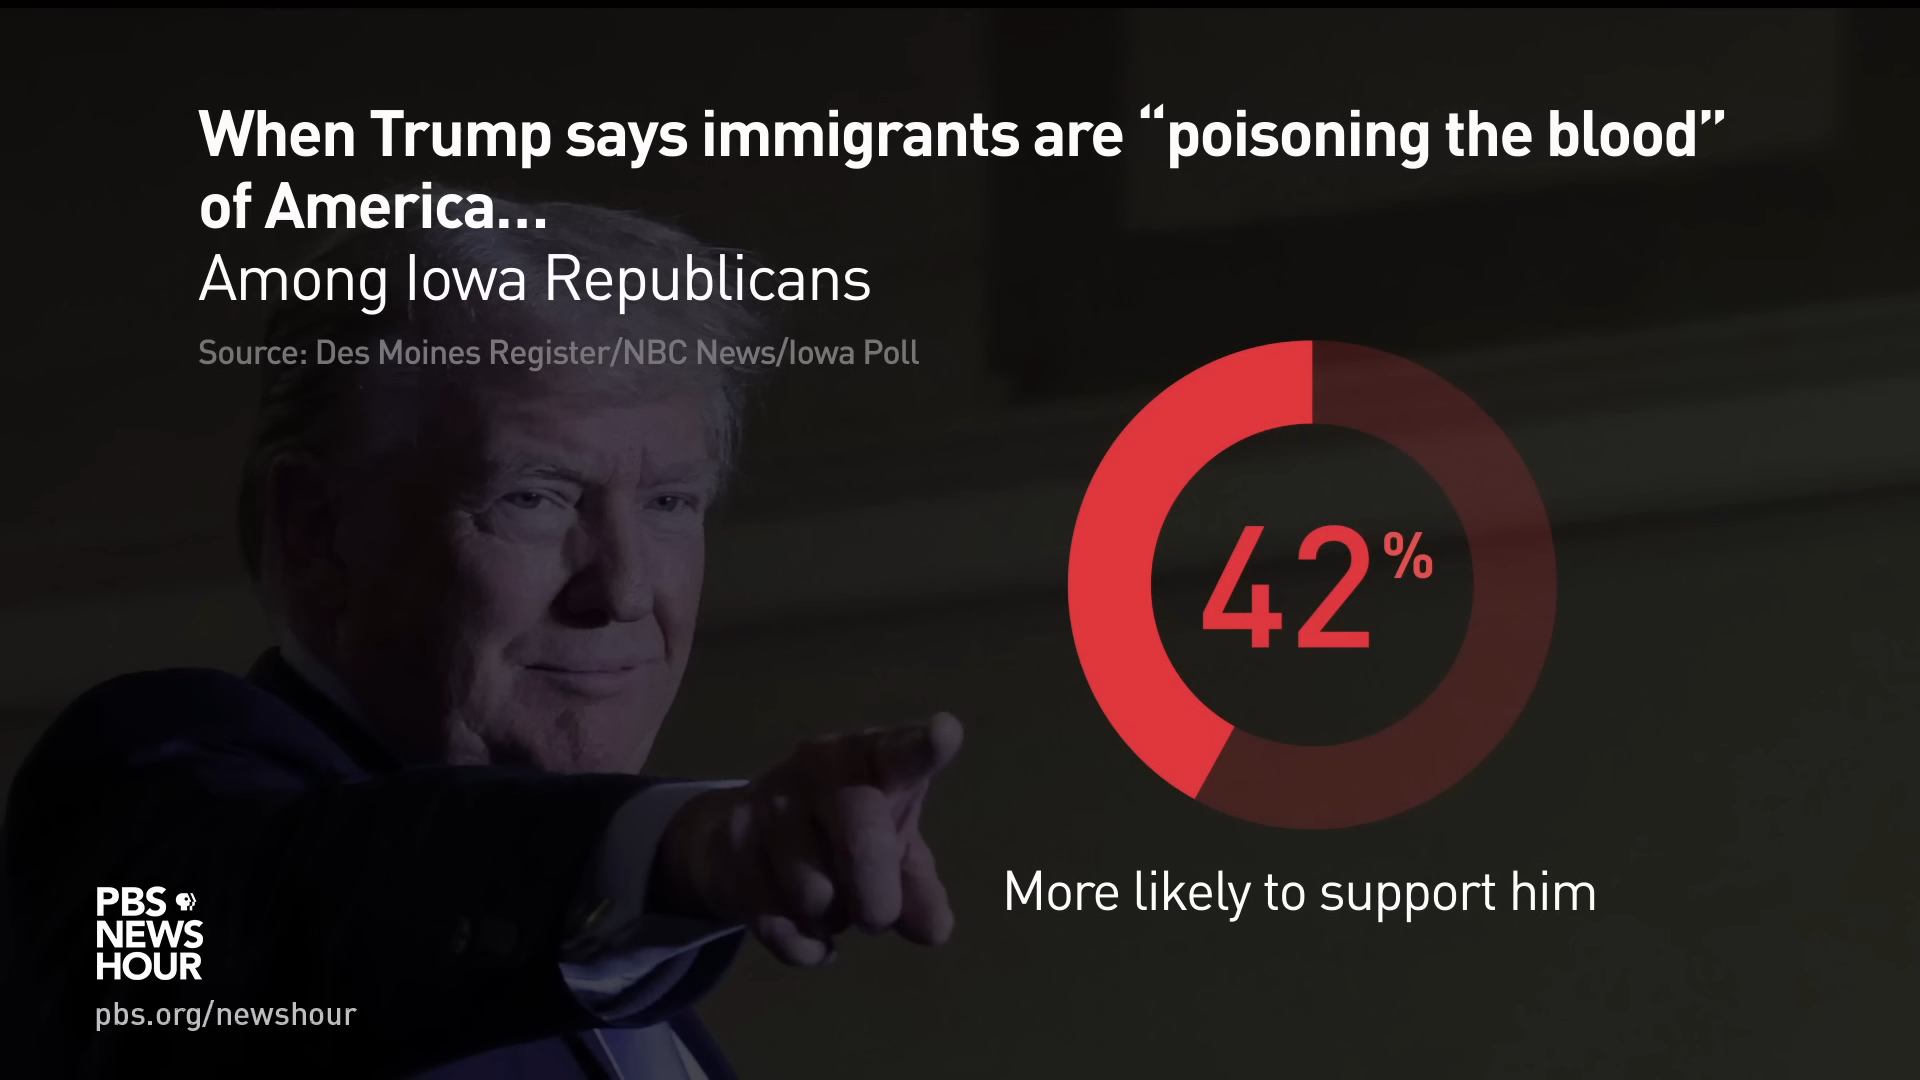 When Trump says immigrants are “poisoning the blood”
of America...
Among Iowa Republicans
Source: Des Moines Register/NBC News/Iowa Poll
42%
More likely to support him
PBS
NEWS
HOUR
pbs.org/newshour